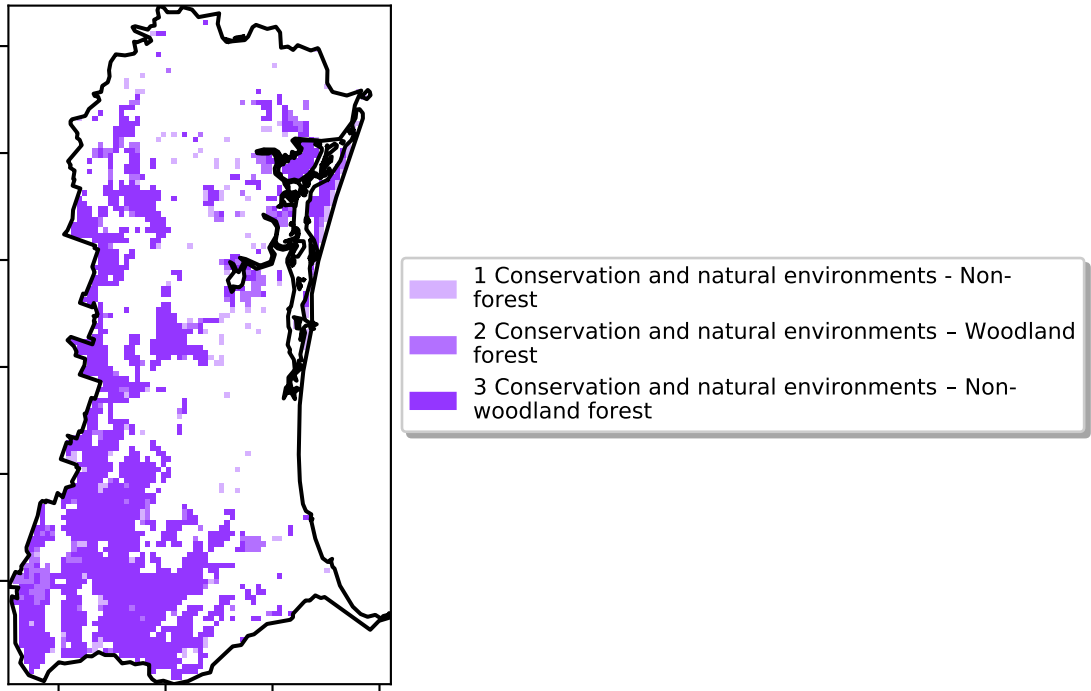 1 Conservation and natural environments - Non-
forest
2 Conservation and natural environments – Woodland
forest
3 Conservation and natural environments – Non-
woodland forest